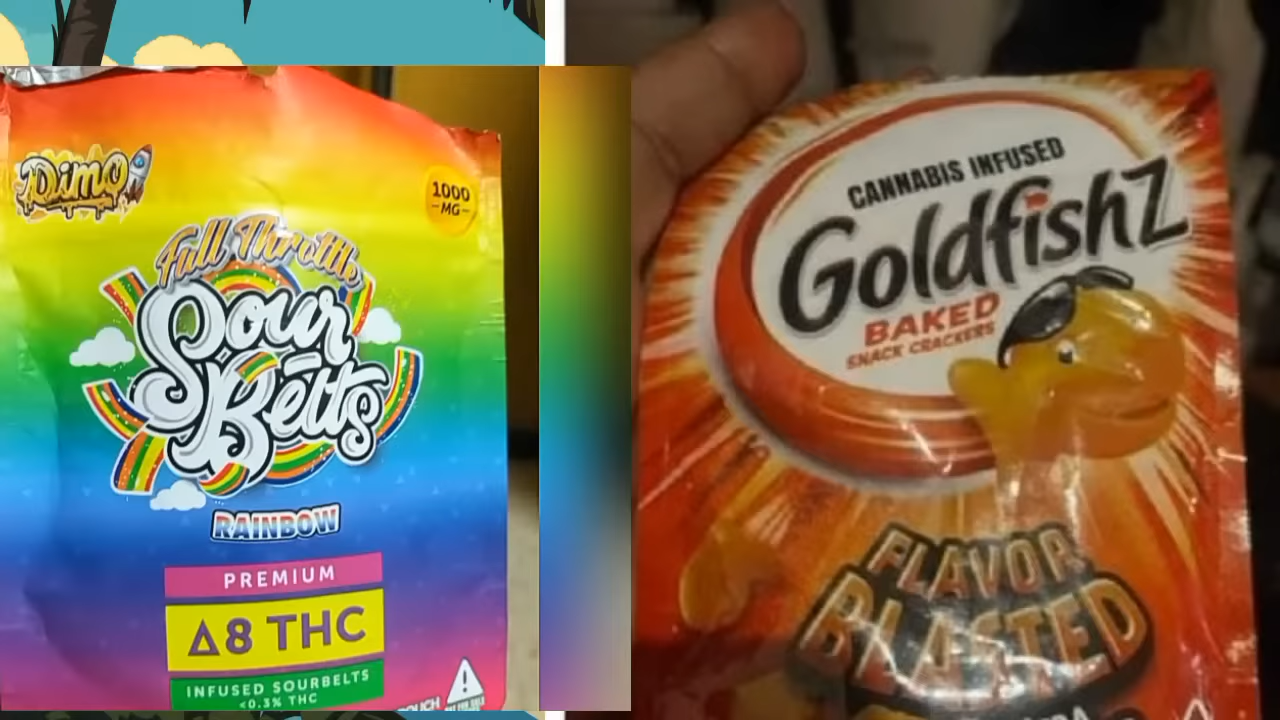 Dimo
1000
-MG-
Full Throttle
Sour
Belts
RAINBOW
PREMIUM
Δ8 THC
INFUSED SOURBELTS
<0.3% THC
CANNABIS INFUSED
GoldfishZ
BAKED
SNACK CRACKERS
FLAVOR
BLASTED